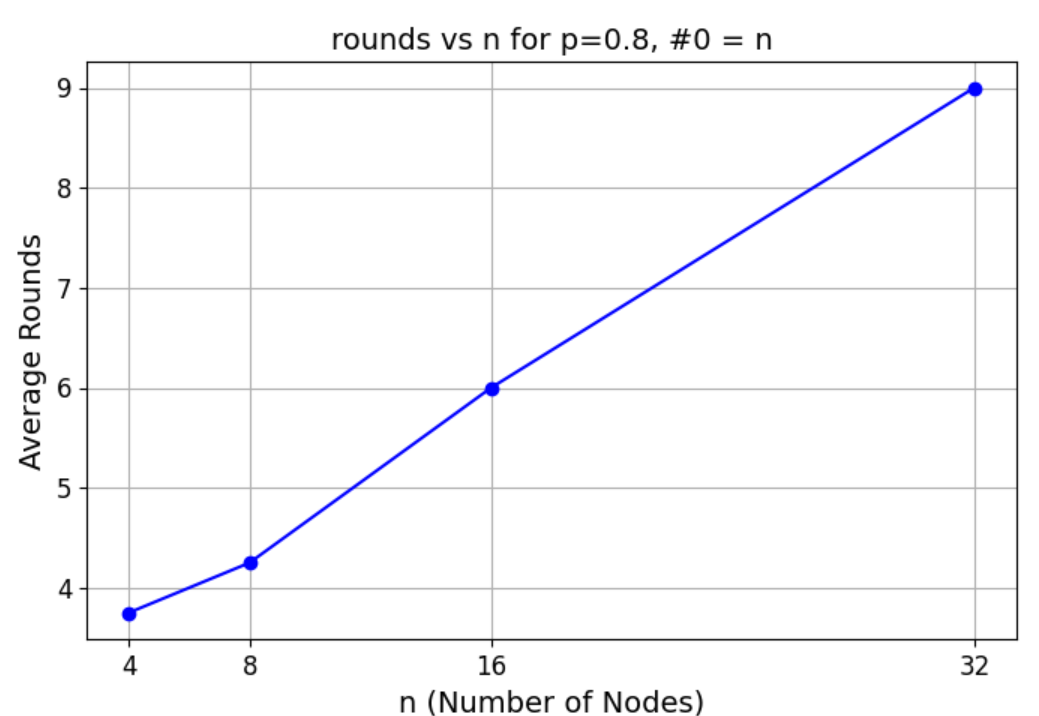 rounds vs n for p=0.8, #0 = n
9
8
7
6
5
4
Average Rounds
4 8 16 32
n (Number of Nodes)